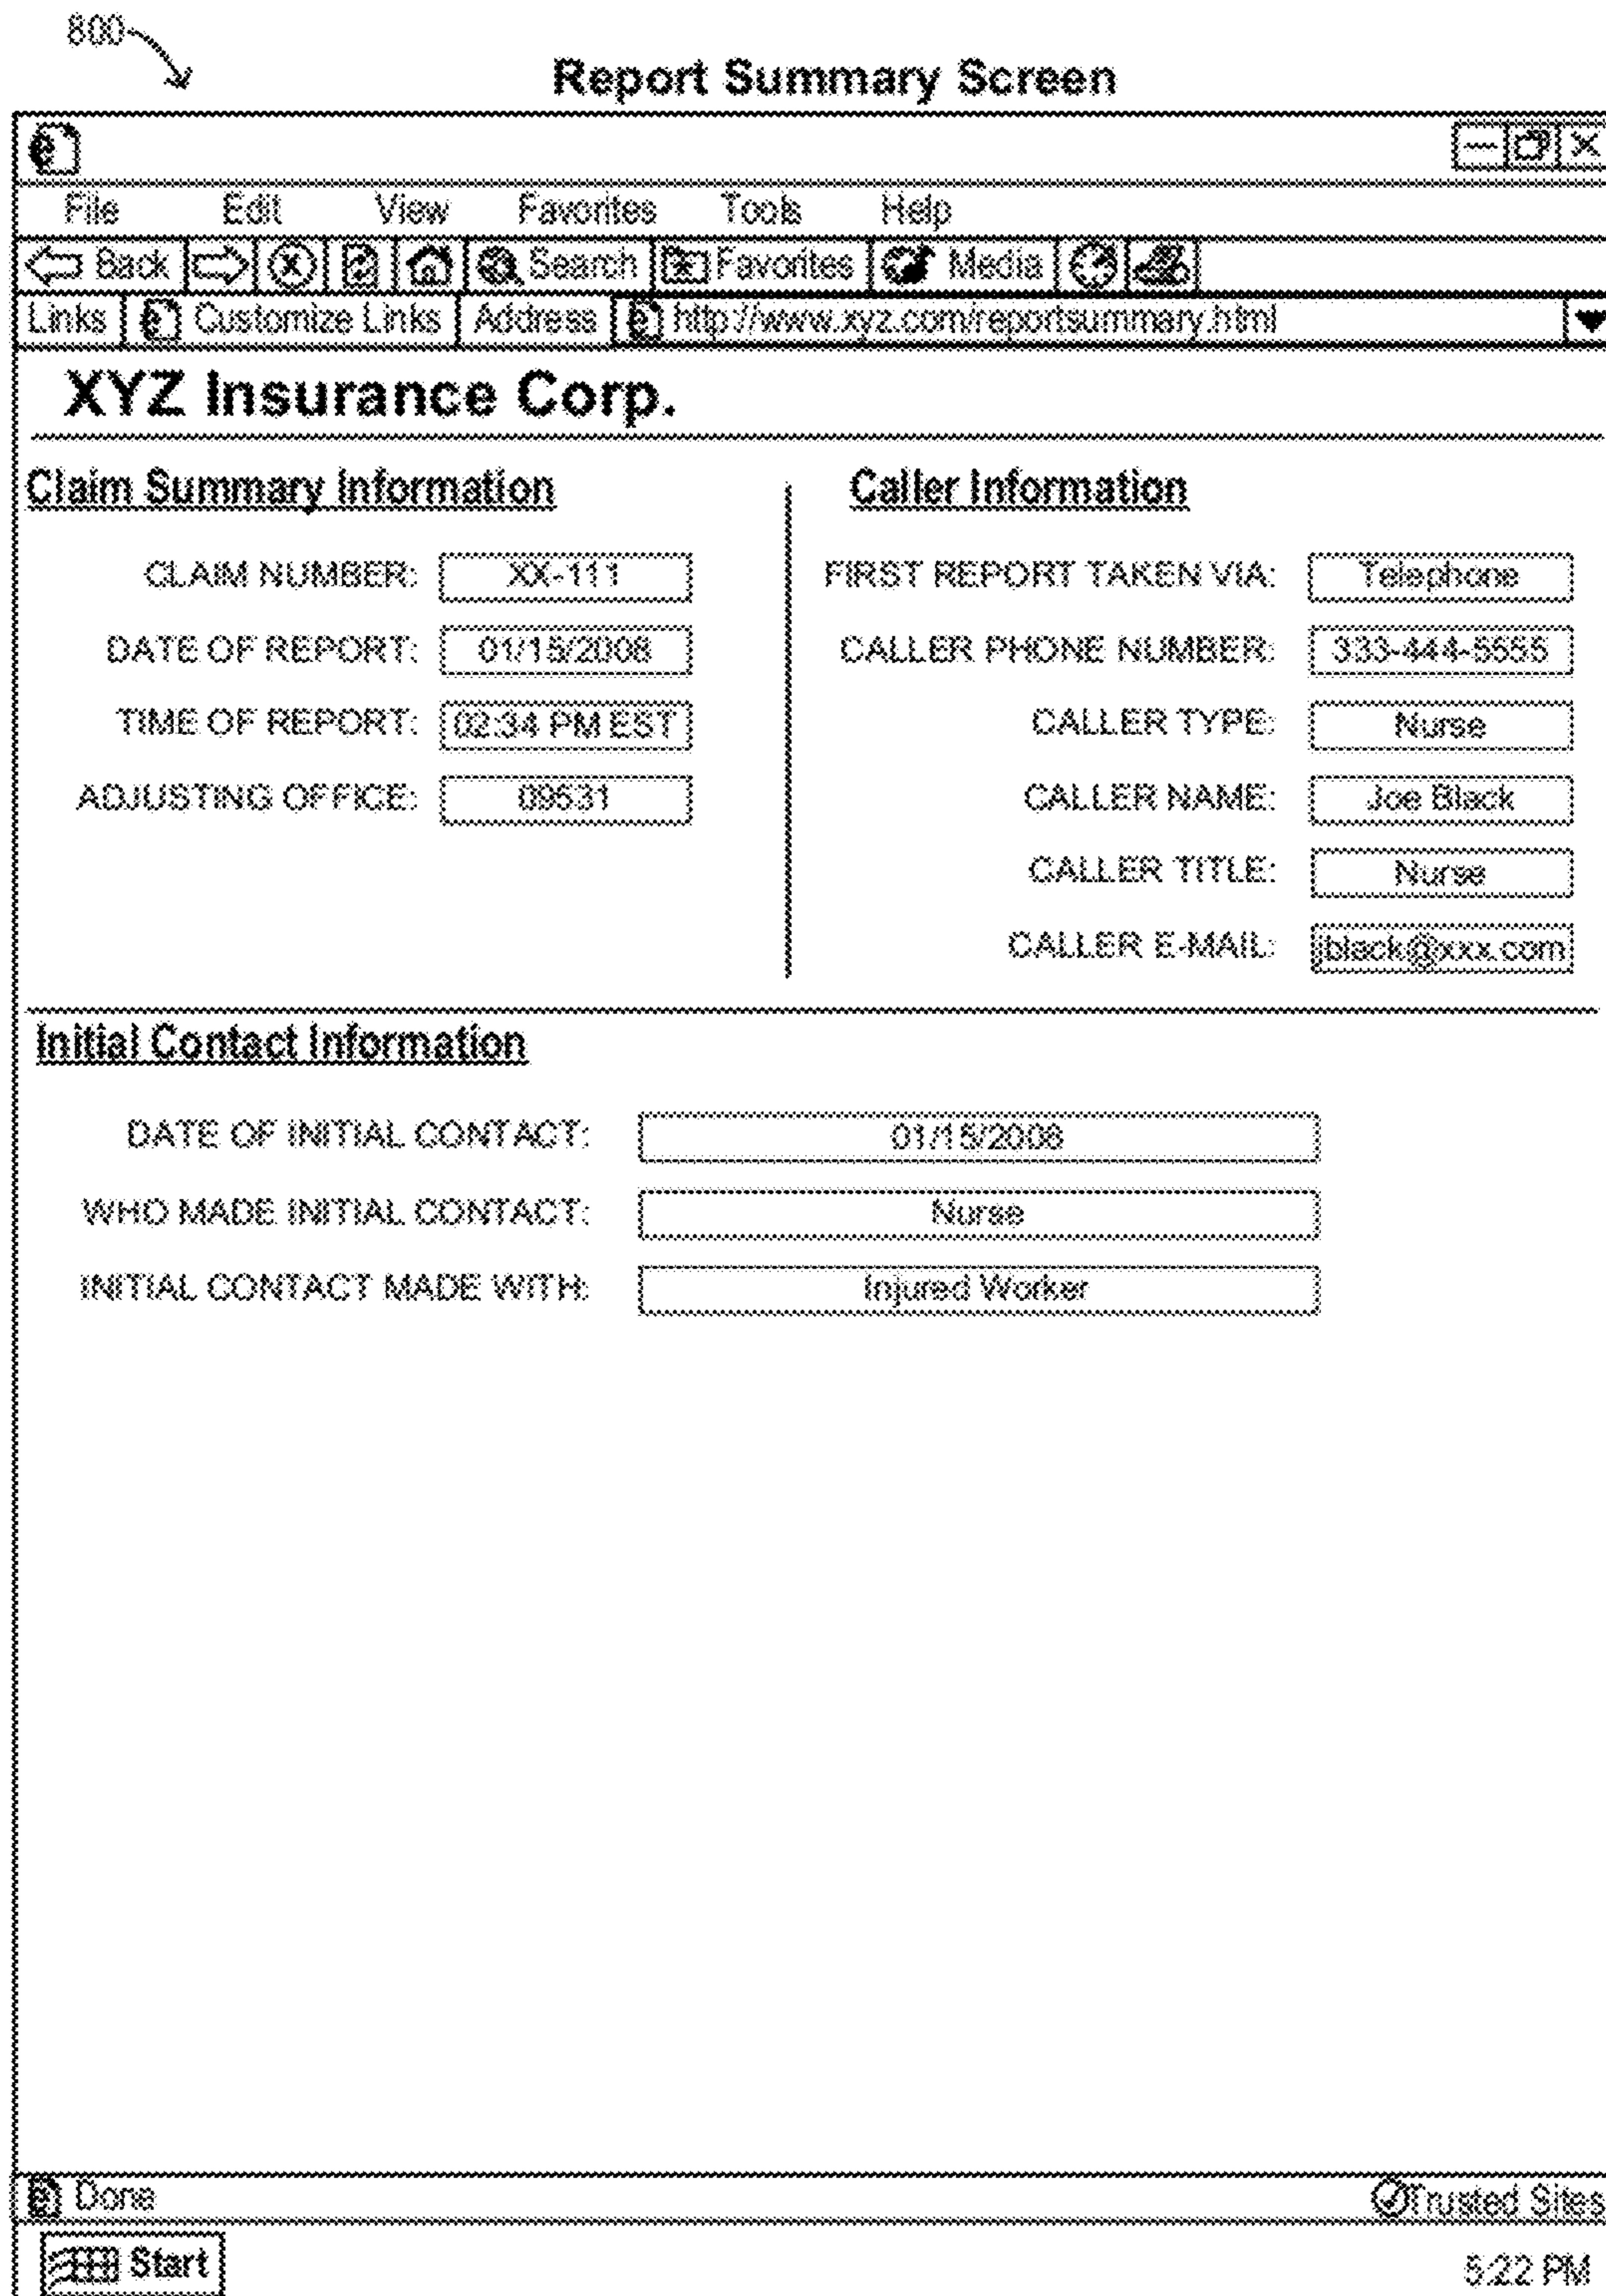 800
Report Summary Screen
File Edit View Favorites Tools Help
Back Search Favorites Media
Links Customize Links Address http://www.xyz.com/reportsummary.html
XYZ Insurance Corp.
Claim Summary Information
CLAIM NUMBER: XX-111
DATE OF REPORT: 01/15/2008
TIME OF REPORT: 02:34 PM EST
ADJUSTING OFFICE: 09531
Caller Information
FIRST REPORT TAKEN VIA: Telephone
CALLER PHONE NUMBER: 333-444-5555
CALLER TYPE: Nurse
CALLER NAME: Joe Black
CALLER TITLE: Nurse
CALLER E-MAIL: jblack@xxx.com
Initial Contact Information
DATE OF INITIAL CONTACT: 01/15/2008
WHO MADE INITIAL CONTACT: Nurse
INITIAL CONTACT MADE WITH: Injured Worker
Done Trusted Sites
Start 5:22 PM